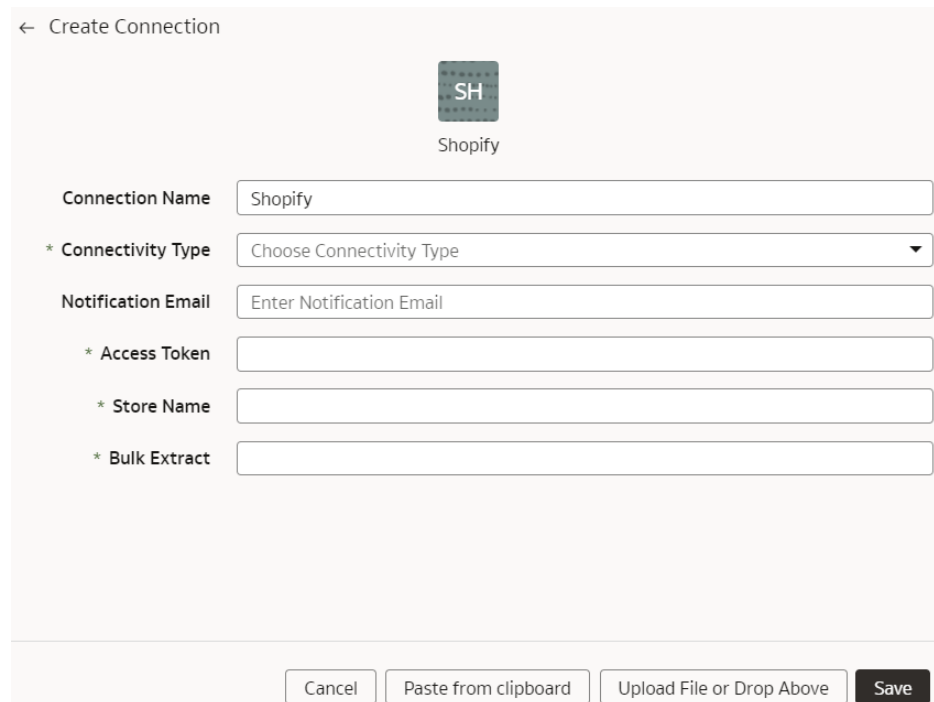 ← Create Connection
SH
Shopify
Connection Name Shopify
* Connectivity Type Choose Connectivity Type
Notification Email Enter Notification Email
* Access Token
* Store Name
* Bulk Extract
Cancel Paste from clipboard Upload File or Drop Above Save